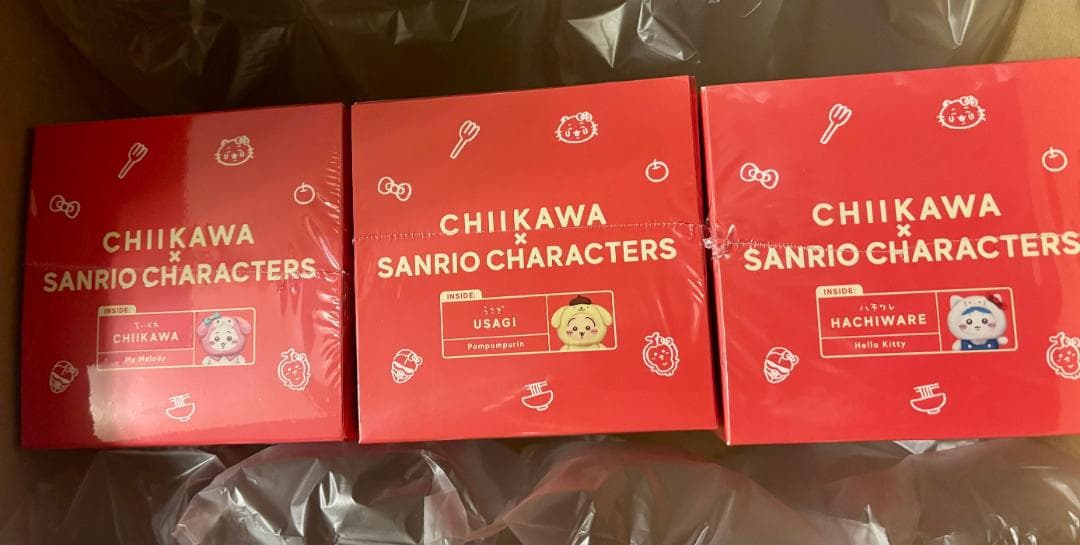 CHIIKAWA
×
SANRIO CHARACTERS
INSIDE:
ちいかわ
CHIIKAWA
My Melody
CHIIKAWA
×
SANRIO CHARACTERS
INSIDE:
うさぎ
USAGI
Pompompurin
CHIIKAWA
×
SANRIO CHARACTERS
INSIDE:
ハチワレ
HACHIWARE
Hello Kitty